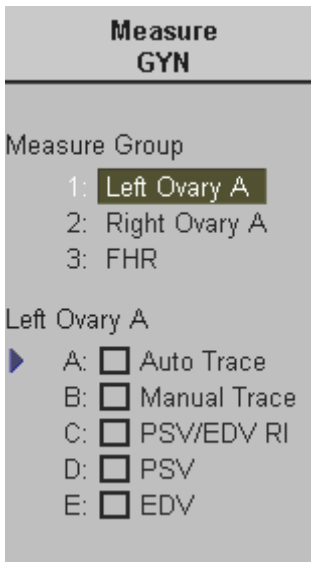 Measure
GYN
Measure Group
1: Left Ovary A
2: Right Ovary A
3: FHR
Left Ovary A
A: Auto Trace
B: Manual Trace
C: PSV/EDV RI
D: PSV
E: EDV